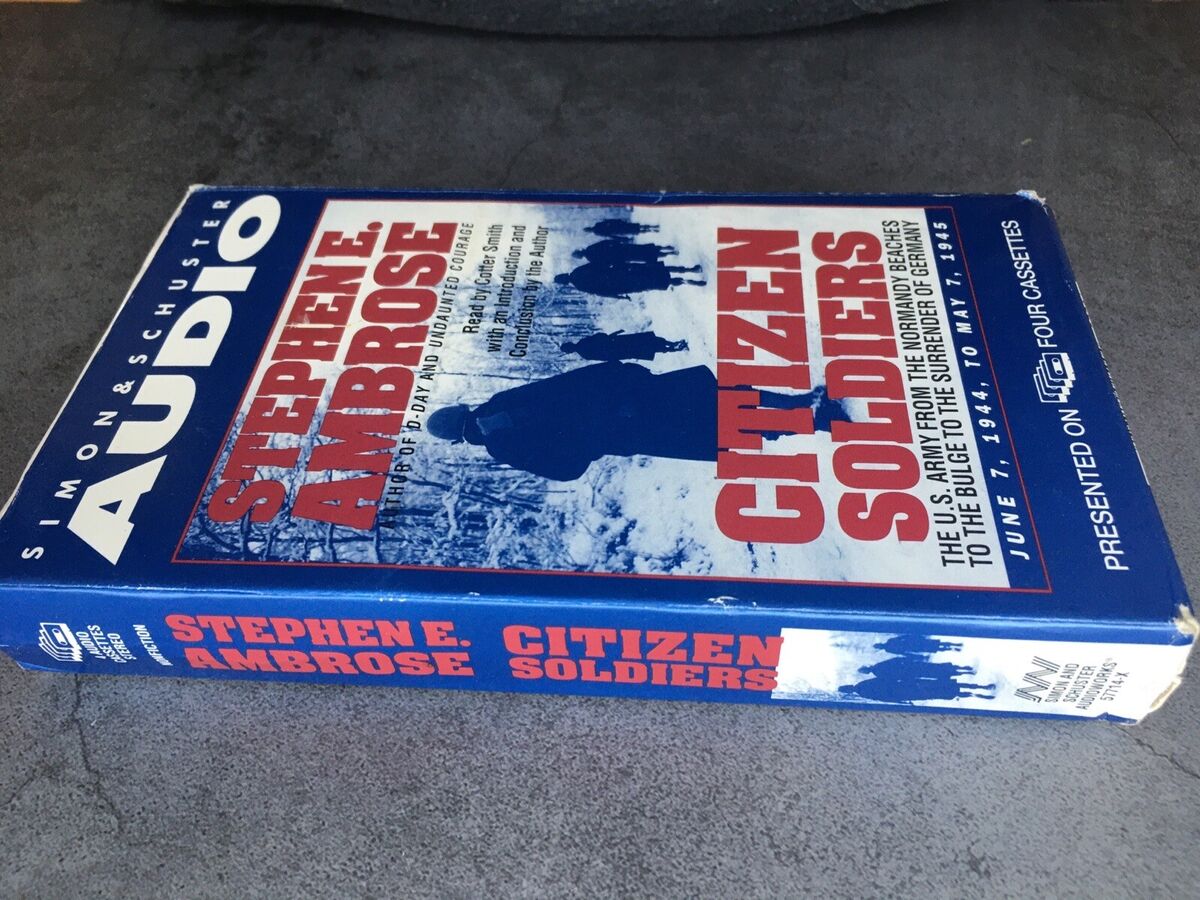 SIMON & SCHUSTER
AUDIO
STEPHEN E.
AMBROSE
AUTHOR OF D-DAY AND UNDAUNTED COURAGE
Read by Cotter Smith
with an Introduction and
Conclusion by the Author
CITIZEN
SOLDIERS
THE U.S. ARMY FROM THE NORMANDY BEACHES
TO THE BULGE TO THE SURRENDER OF GERMANY
JUNE 7, 1944, TO MAY 7, 1945
PRESENTED ON FOUR CASSETTES
STEREO
STEPHEN E.
AMBROSE
CITIZEN
SOLDIERS
SIMON AND
SCHUSTER
AUDIOWORKS®
57714-X